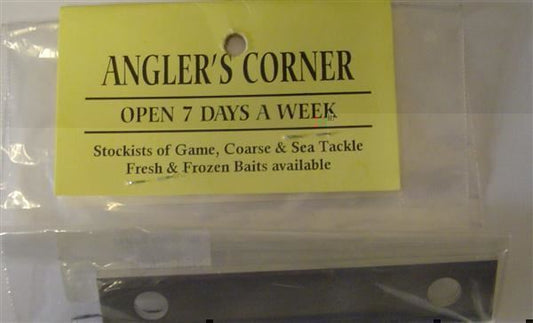 ANGLER'S CORNER
OPEN 7 DAYS A WEEK
Stockists of Game, Coarse & Sea Tackle
Fresh & Frozen Baits available